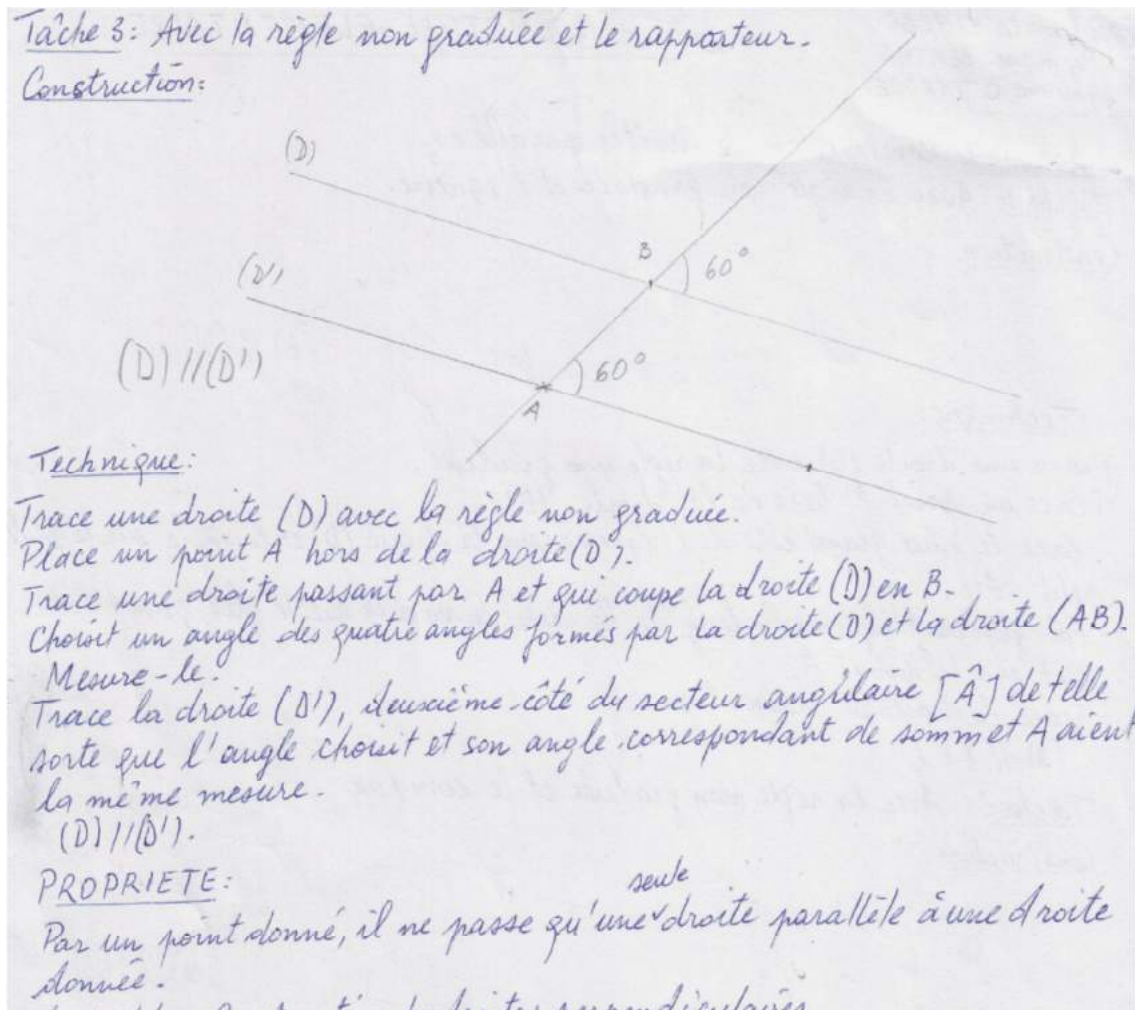 Tâche 3: Avec la règle non graduée et le rapporteur.
Construction:
(D)
B
60°
(D')
(D)//(D')
60°
A
Technique:
Trace une droite (D) avec la règle non graduée.
Place un point A hors de la droite (D).
Trace une droite passant par A et qui coupe la droite (D) en B.
Choisit un angle des quatre angles formés par la droite (D) et la droite (AB).
Mesure-le.
Trace la droite (D'), deuxième côté du secteur angulaire [Â] de telle
sorte que l'angle choisit et son angle correspondant de sommet A aient
la même mesure.
(D)//(D').
PROPRIETE:
Par un point donné, il ne passe qu'une seule droite parallèle à une droite
donnée.
droites perpendiculaires